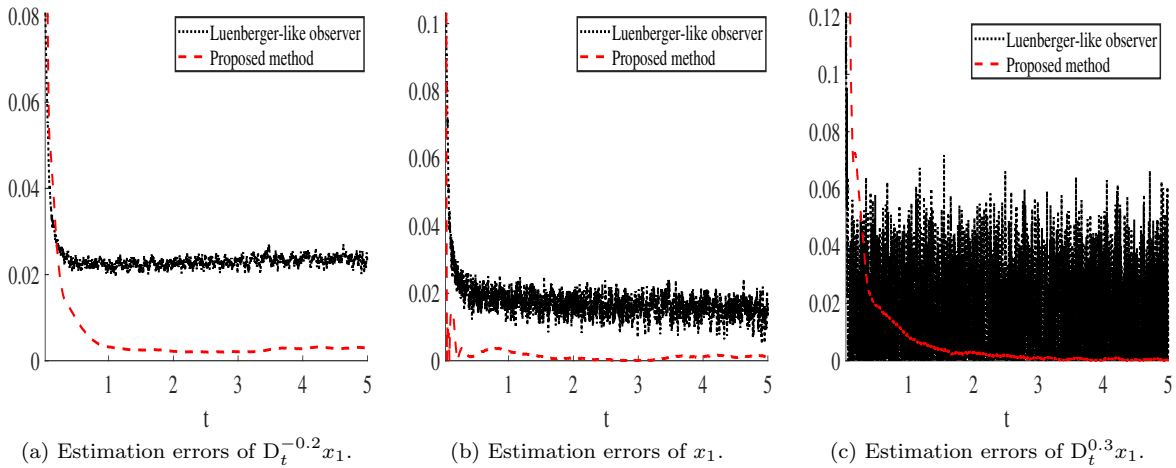 0.08
0.06
0.04
0.02
0
1 2 3 4 5
t
Luenberger-like observer
Proposed method
(a) Estimation errors of D_t^{-0.2}x_1.
0.1
0.08
0.06
0.04
0.02
0
1 2 3 4 5
t
Luenberger-like observer
Proposed method
(b) Estimation errors of x_1.
0.12
0.1
0.08
0.06
0.04
0.02
0
1 2 3 4 5
t
Luenberger-like observer
Proposed method
(c) Estimation errors of D_t^{0.3}x_1.